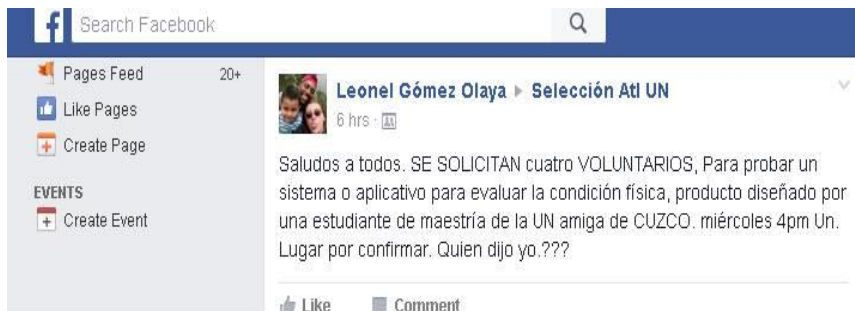 f Search Facebook
Pages Feed 20+
Like Pages
Create Page
EVENTS
Create Event
Leonel Gómez Olaya ▸ Selección Atl UN
6 hrs ·
Saludos a todos. SE SOLICITAN cuatro VOLUNTARIOS, Para probar un
sistema o aplicativo para evaluar la condición física, producto diseñado por
una estudiante de maestría de la UN amiga de CUZCO. miércoles 4pm Un.
Lugar por confirmar. Quien dijo yo.???
Like Comment